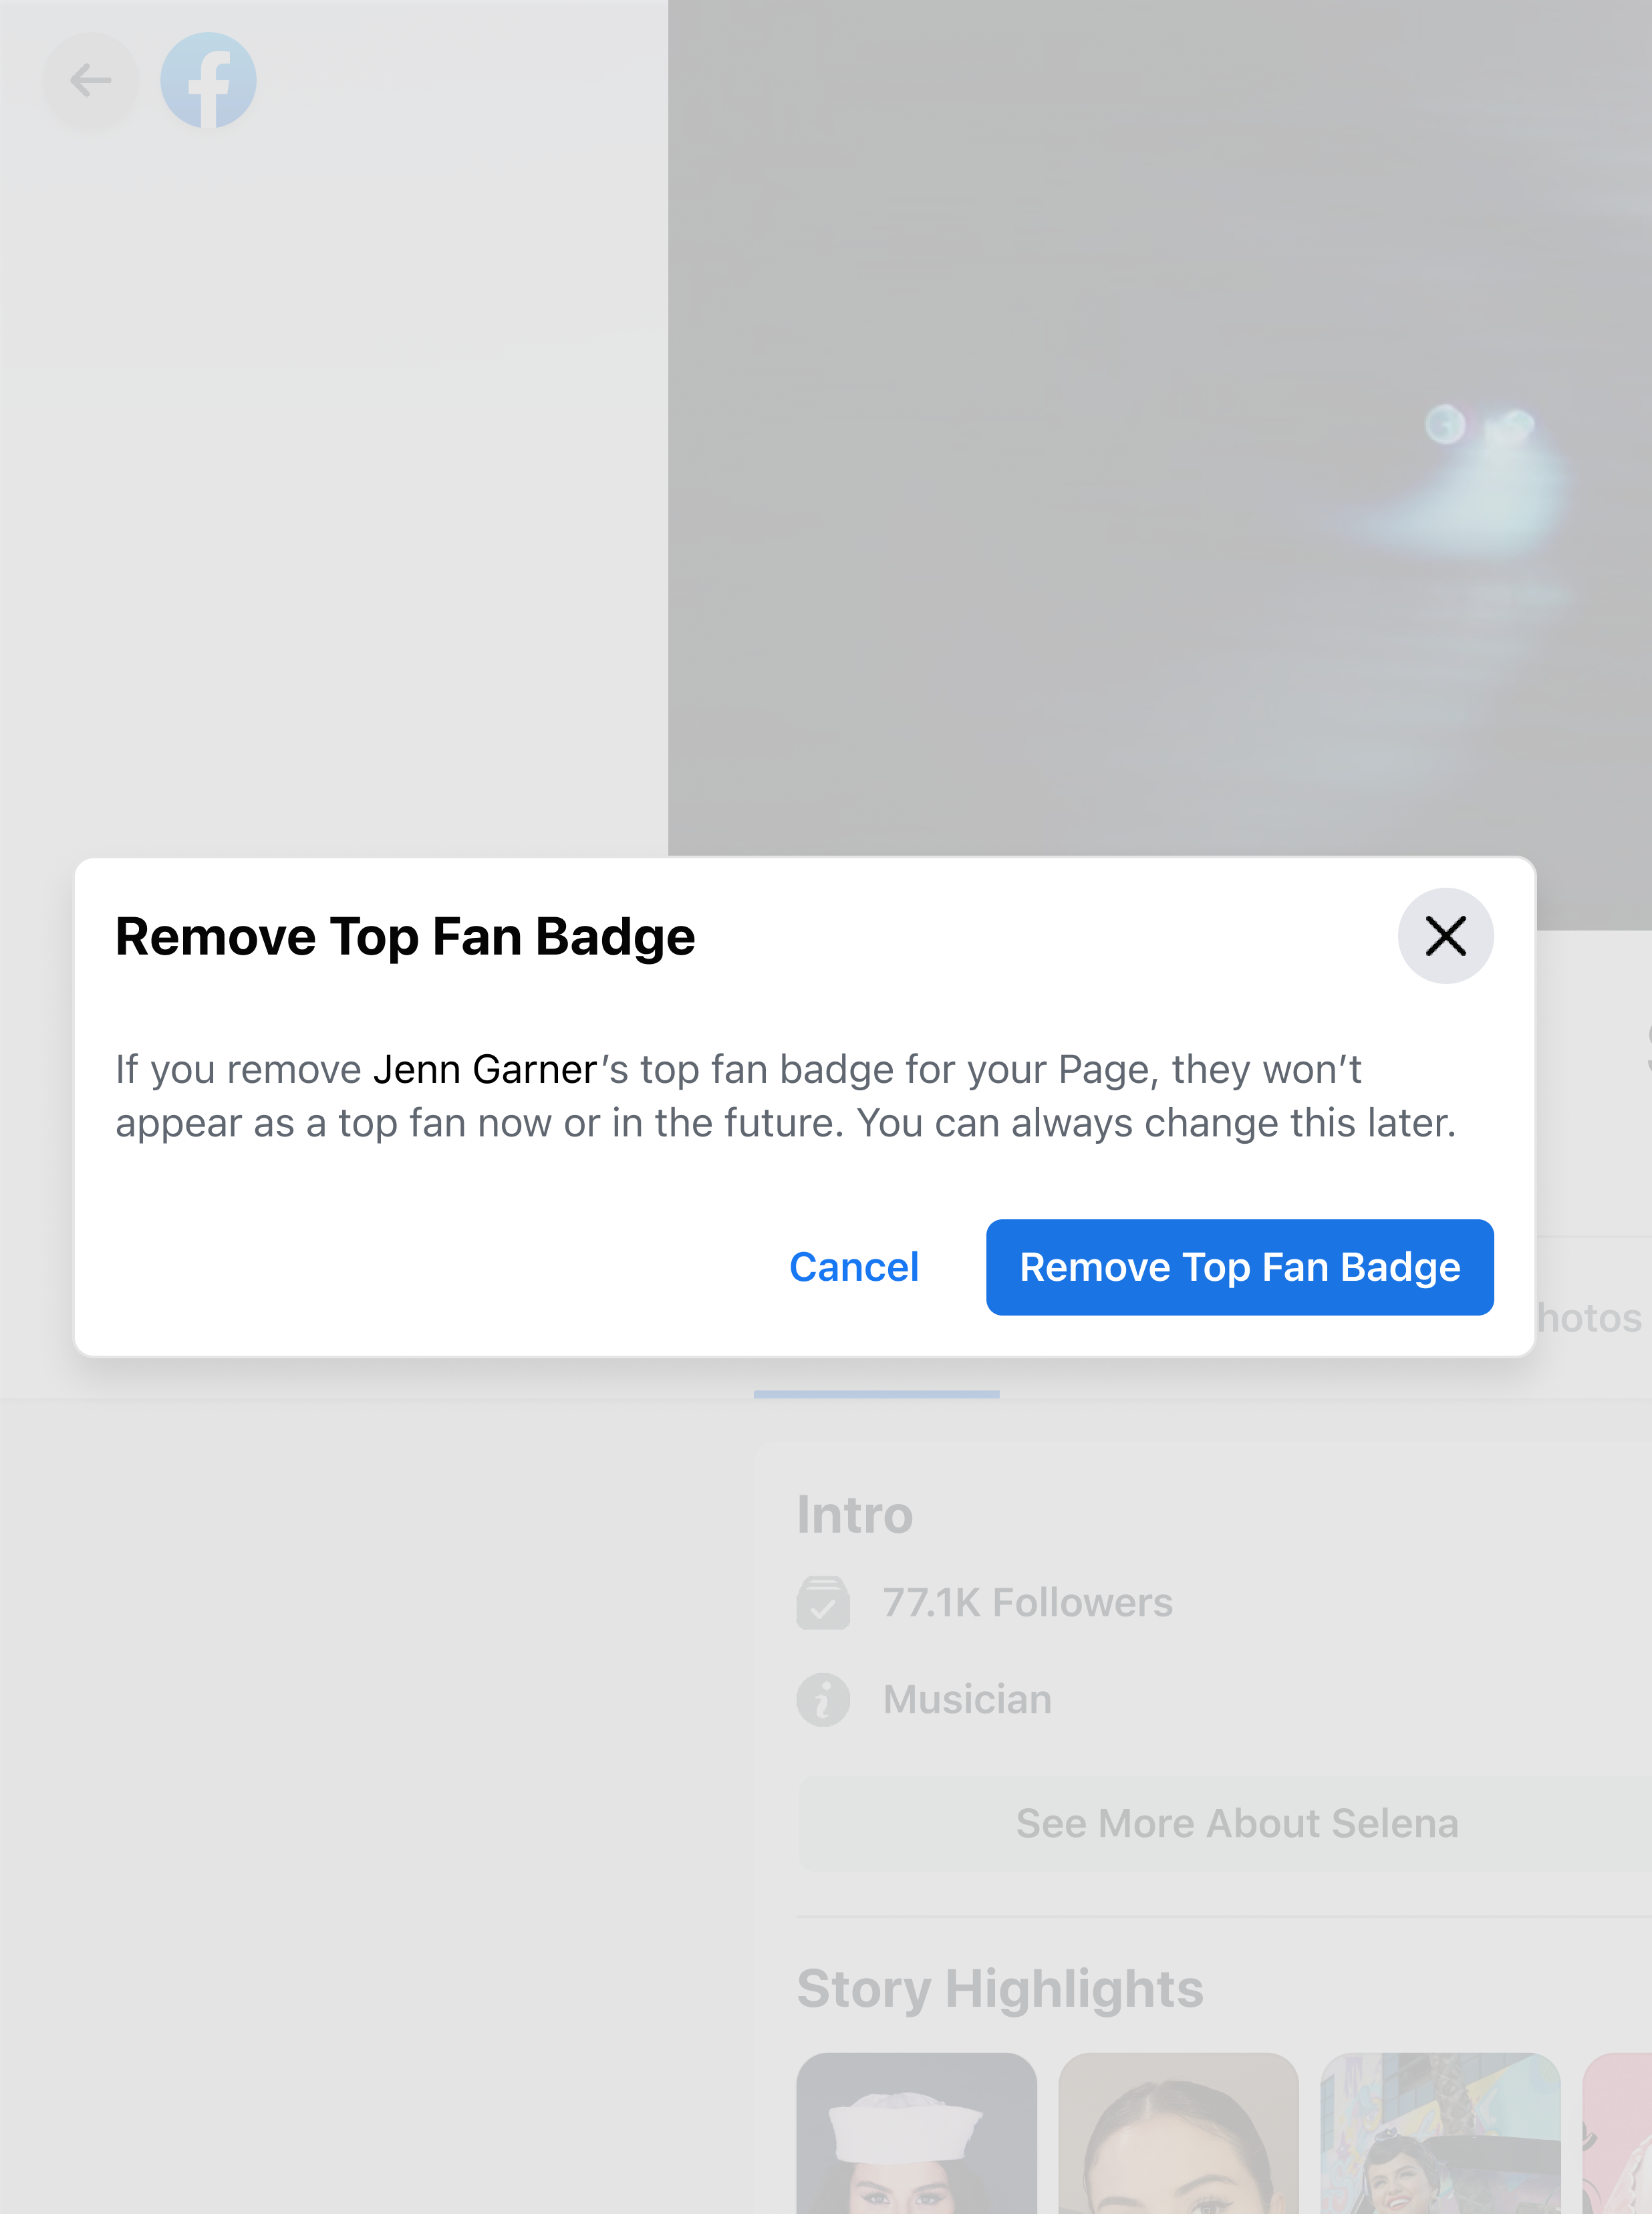 Remove Top Fan Badge
If you remove Jenn Garner’s top fan badge for your Page, they won’t
appear as a top fan now or in the future. You can always change this later.
Cancel
Remove Top Fan Badge
hotos
Intro
77.1K Followers
Musician
See More About Selena
Story Highlights